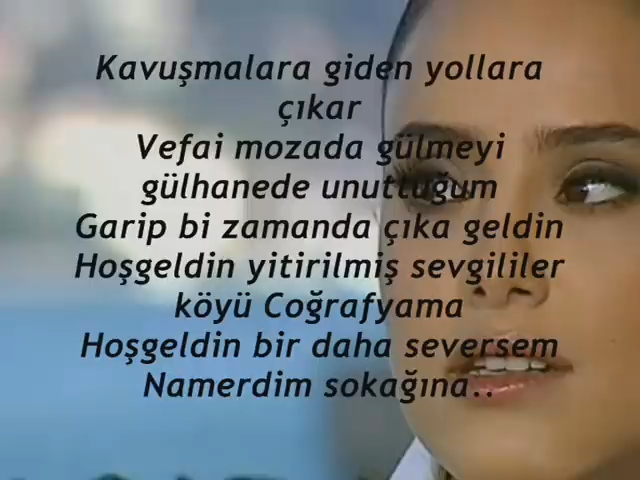 Kavuşmalara giden yollara
çıkar
Vefai mozada gülmeyi
gülhanede unuttuğum
Garip bi zamanda çıka geldin
Hoşgeldin yitirilmiş sevgililer
köyü Coğrafyama
Hoşgeldin bir daha seversem
Namerdim sokağına..